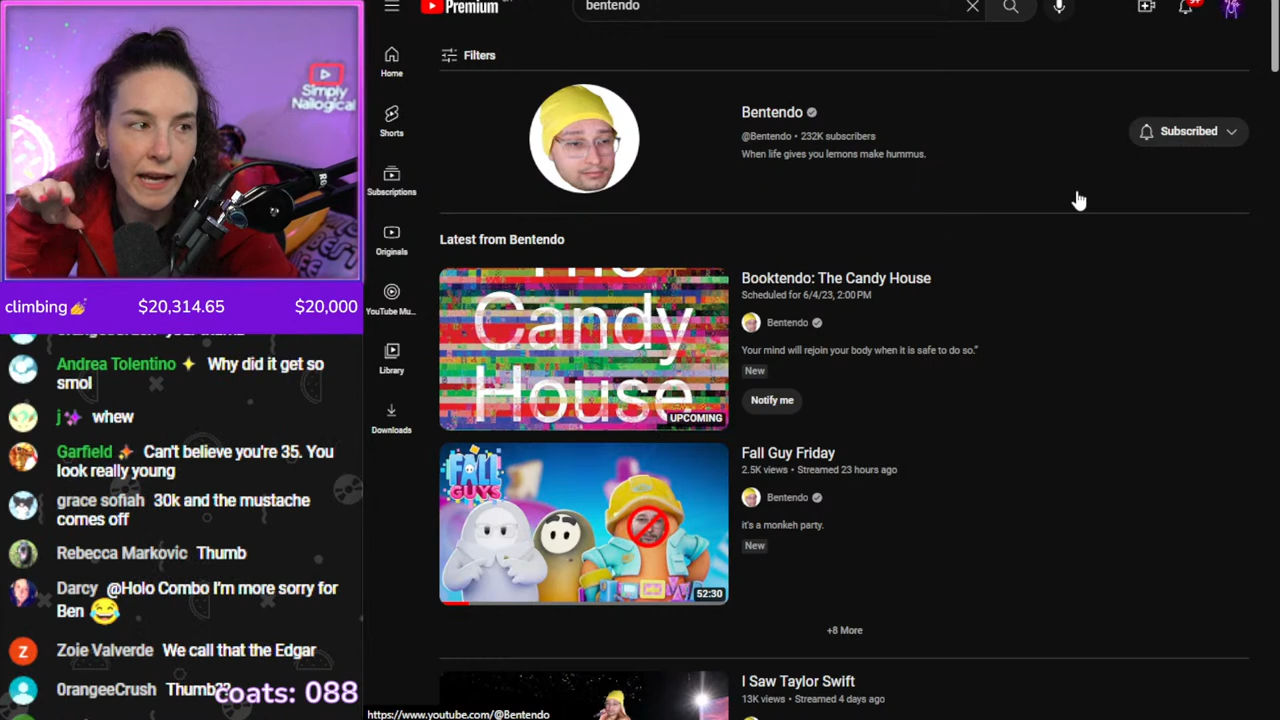 Simply
Nailogical
climbing💅 $20,314.65 $20,000
Andrea Tolentino Why did it get so
smol
j whew
Garfield Can't believe you're 35. You
look really young
grace sofiah 30k and the mustache
comes off
Rebecca Markovic Thumb
Darcy @Holo Combo I'm more sorry for
Ben 😂
Z
Zoie Valverde We call that the Edgar
0rangeeCrush Thumb??
coats: 088
Premium
bentendo
9+
Home
Shorts
Subscriptions
Originals
YouTube Mu...
Library
Downloads
Filters
Bentendo
@Bentendo • 232K subscribers
When life gives you lemons make hummus.
Subscribed
Latest from Bentendo
The
Candy
House
UPCOMING
Booktendo: The Candy House
Scheduled for 6/4/23, 2:00 PM
Bentendo
Your mind will rejoin your body when it is safe to do so."
New
Notify me
FALL
GUYS
52:30
Fall Guy Friday
2.5K views • Streamed 23 hours ago
Bentendo
it's a monkeh party.
New
+8 More
I Saw Taylor Swift
13K views • Streamed 4 days ago
https://www.youtube.com/@Bentendo